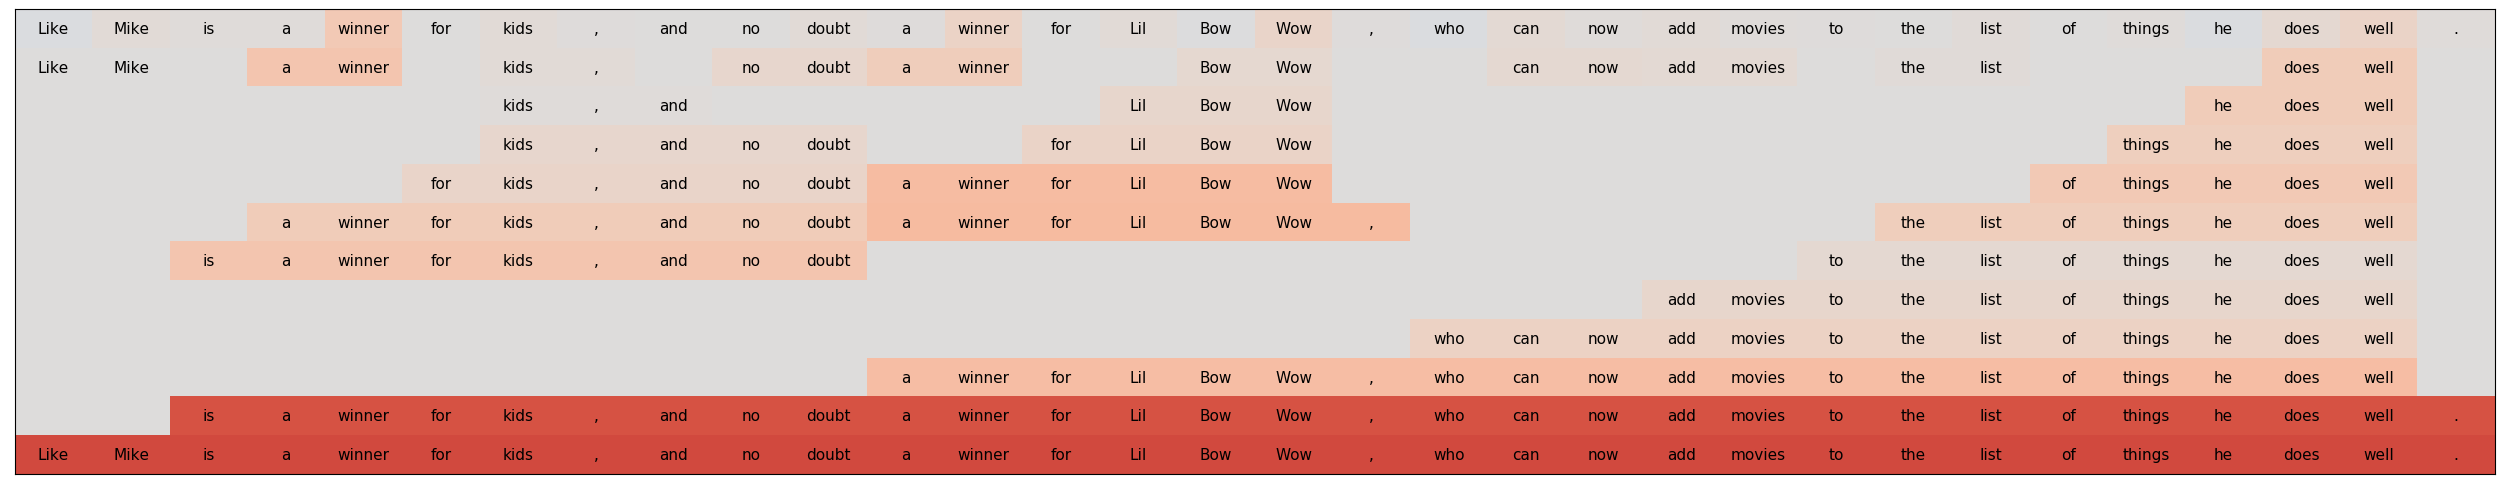 Like Mike is a winner for kids , and no doubt a winner for Lil Bow Wow , who can now add movies to the list of things he does well .
Like Mike a winner kids , no doubt a winner Bow Wow can now add movies the list does well
kids , and Lil Bow Wow he does well
kids , and no doubt for Lil Bow Wow things he does well
for kids , and no doubt a winner for Lil Bow Wow of things he does well
a winner for kids , and no doubt a winner for Lil Bow Wow , the list of things he does well
is a winner for kids , and no doubt to the list of things he does well
add movies to the list of things he does well
who can now add movies to the list of things he does well
a winner for Lil Bow Wow , who can now add movies to the list of things he does well
is a winner for kids , and no doubt a winner for Lil Bow Wow , who can now add movies to the list of things he does well .
Like Mike is a winner for kids , and no doubt a winner for Lil Bow Wow , who can now add movies to the list of things he does well .